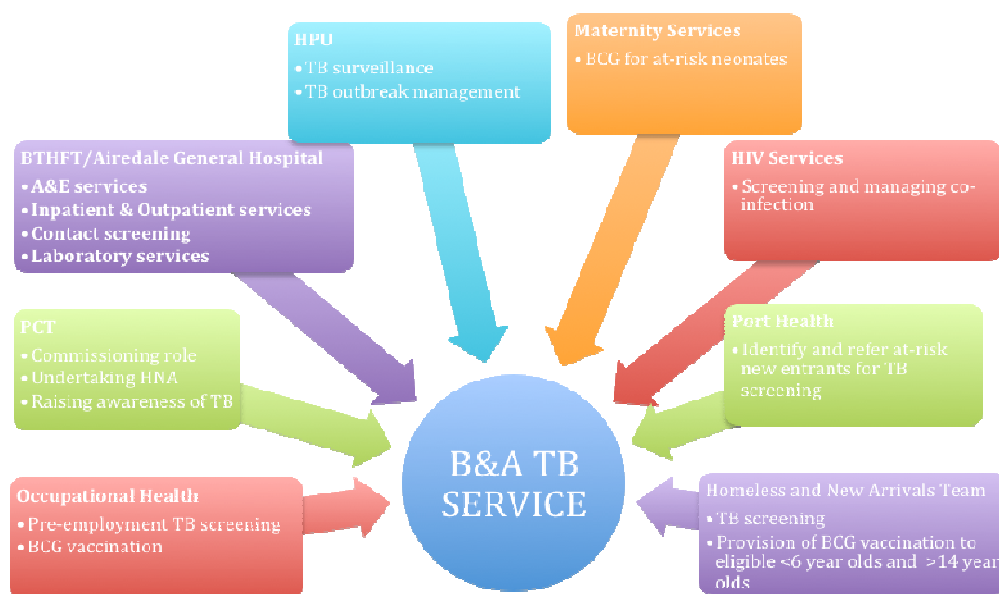 HPU
• TB surveillance
• TB outbreak management
Maternity Services
• BCG for at-risk neonates
BTHFT/Airedale General Hospital
• A&E services
• Inpatient & Outpatient services
• Contact screening
• Laboratory services
HIV Services
• Screening and managing co-
infection
PCT
• Commissioning role
• Undertaking HNA
• Raising awareness of TB
Port Health
• Identify and refer at-risk
new entrants for TB
screening
B&A TB
SERVICE
Occupational Health
• Pre-employment TB screening
• BCG vaccination
Homeless and New Arrivals Team
• TB screening
• Provision of BCG vaccination to
eligible <6 year olds and >14 year
olds